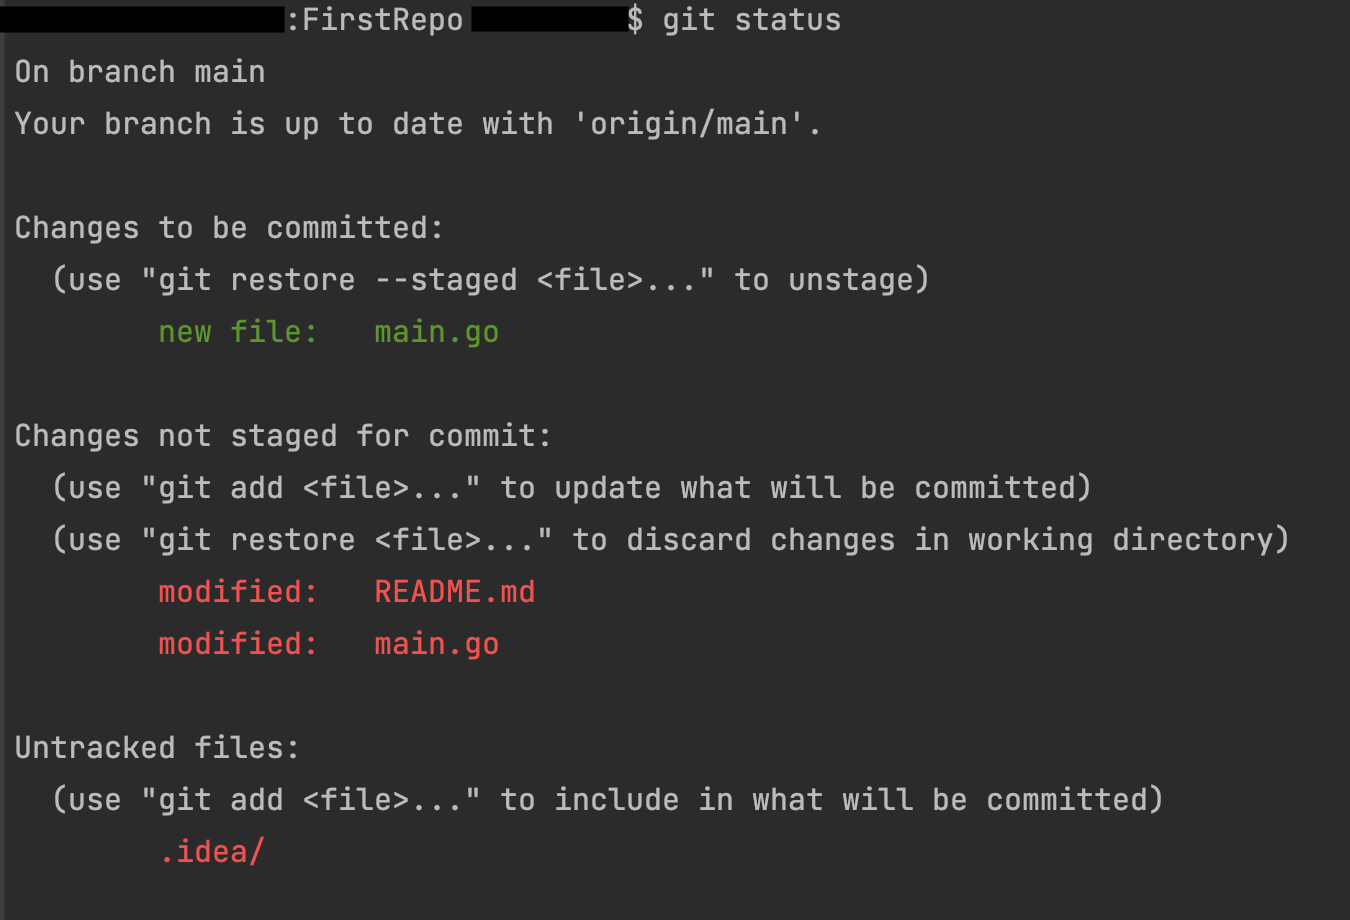 :FirstRepo $ git status
On branch main
Your branch is up to date with 'origin/main'.
Changes to be committed:
(use "git restore --staged <file>..." to unstage)
new file: main.go
Changes not staged for commit:
(use "git add <file>..." to update what will be committed)
(use "git restore <file>..." to discard changes in working directory)
modified: README.md
modified: main.go
Untracked files:
(use "git add <file>..." to include in what will be committed)
.idea/